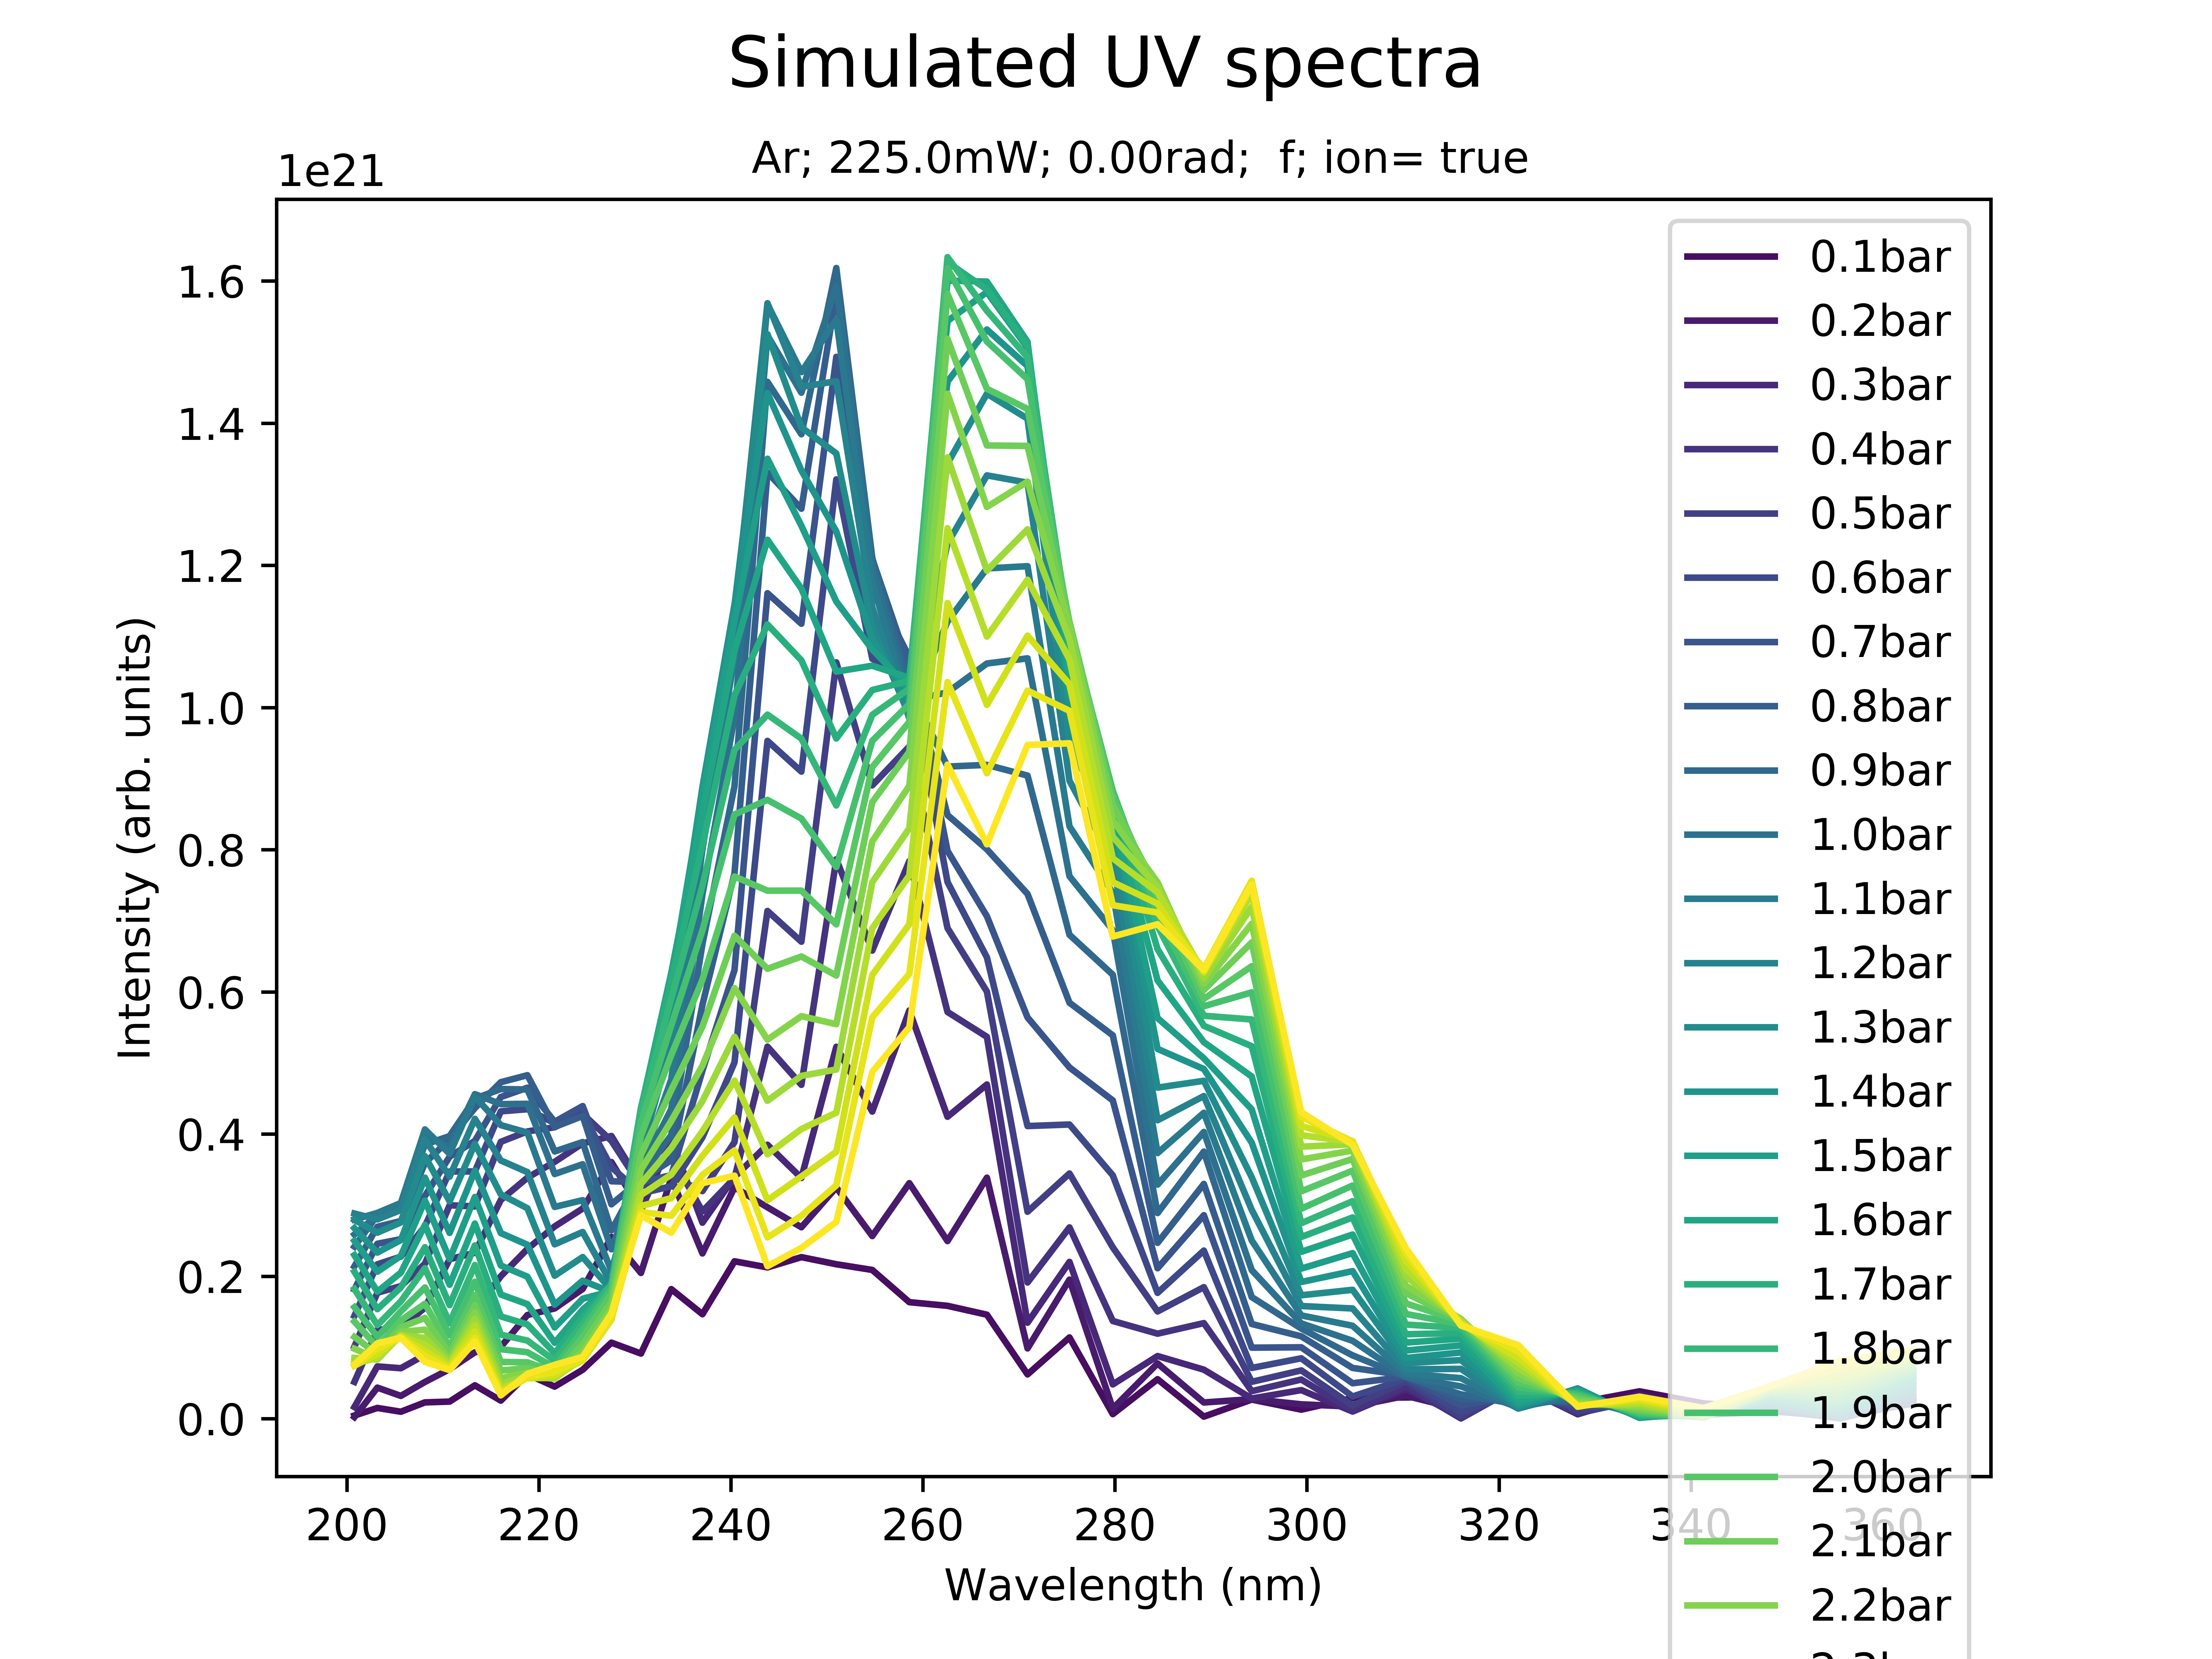 Simulated UV spectra
Ar; 225.0mW; 0.00rad;  f; ion= true
1e21
1.6
1.4
1.2
1.0
0.8
0.6
0.4
0.2
0.0
Intensity (arb. units)
200 220 240 260 280 300 320 340 360
Wavelength (nm)
0.1bar
0.2bar
0.3bar
0.4bar
0.5bar
0.6bar
0.7bar
0.8bar
0.9bar
1.0bar
1.1bar
1.2bar
1.3bar
1.4bar
1.5bar
1.6bar
1.7bar
1.8bar
1.9bar
2.0bar
2.1bar
2.2bar